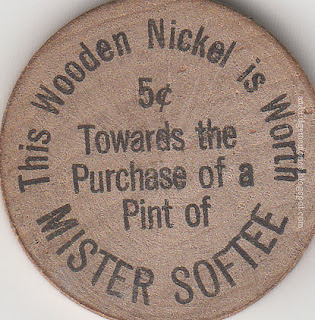 This Wooden Nickel is Worth
5¢
Towards the
Purchase of a
Pint of
MISTER SOFTEE